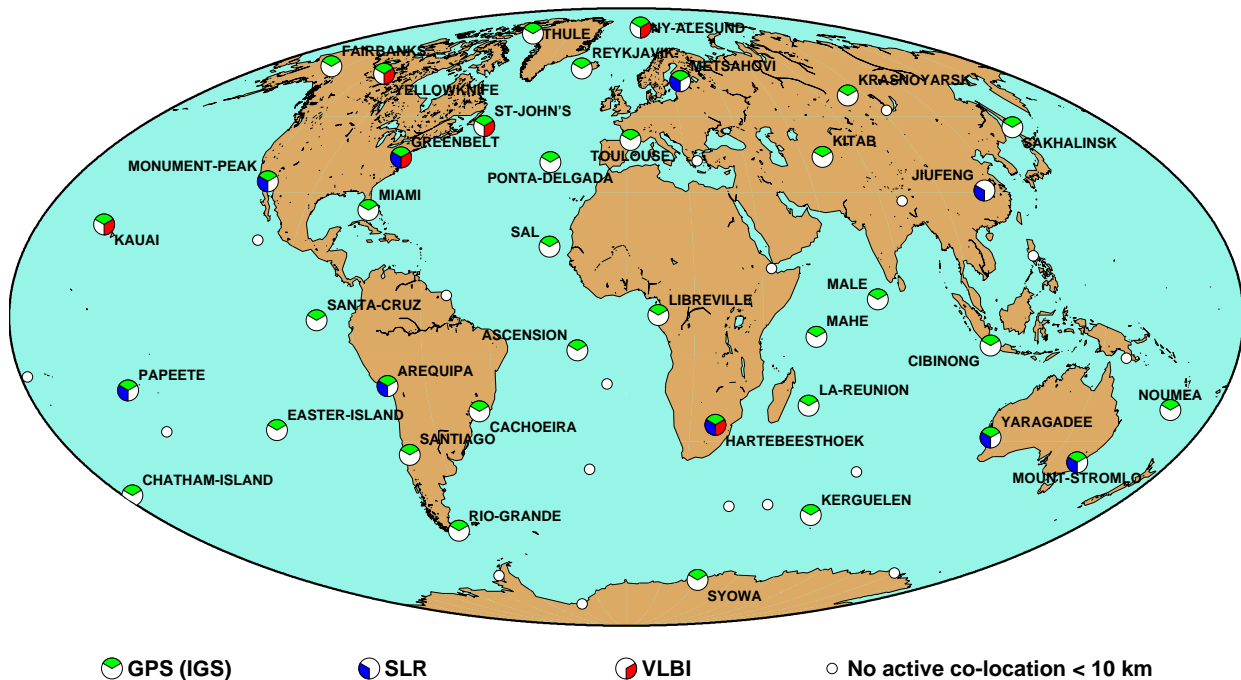 THULE
NY-ALESUND
FAIRBANKS
REYKJAVIK
METSAHOVI
KRASNOYARSK
YELLOWKNIFE
ST-JOHN'S
GREENBELT
TOULOUSE
KITAB
SAKHALINSK
MONUMENT-PEAK
PONTA-DELGADA
JIUFENG
MIAMI
KAUAI
SAL
MALE
SANTA-CRUZ
LIBREVILLE
MAHE
ASCENSION
CIBINONG
PAPEETE
AREQUIPA
LA-REUNION
NOUMEA
EASTER-ISLAND
CACHOEIRA
YARAGADEE
SANTIAGO
HARTEBEESTHOEK
CHATHAM-ISLAND
MOUNT-STROMLO
KERGUELEN
RIO-GRANDE
SYOWA
GPS (IGS)
SLR
VLBI
No active co-location < 10 km